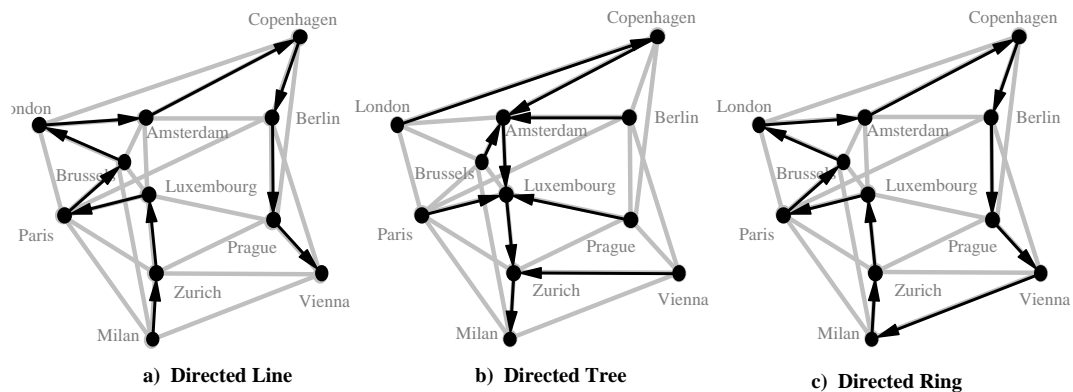 Copenhagen
London
Amsterdam
Berlin
Brussels
Luxembourg
Paris
Prague
Zurich
Vienna
Milan
a) Directed Line
Copenhagen
London
Amsterdam
Berlin
Brussels
Luxembourg
Paris
Prague
Zurich
Vienna
Milan
b) Directed Tree
Copenhagen
London
Amsterdam
Berlin
Brussels
Luxembourg
Paris
Prague
Zurich
Vienna
Milan
c) Directed Ring